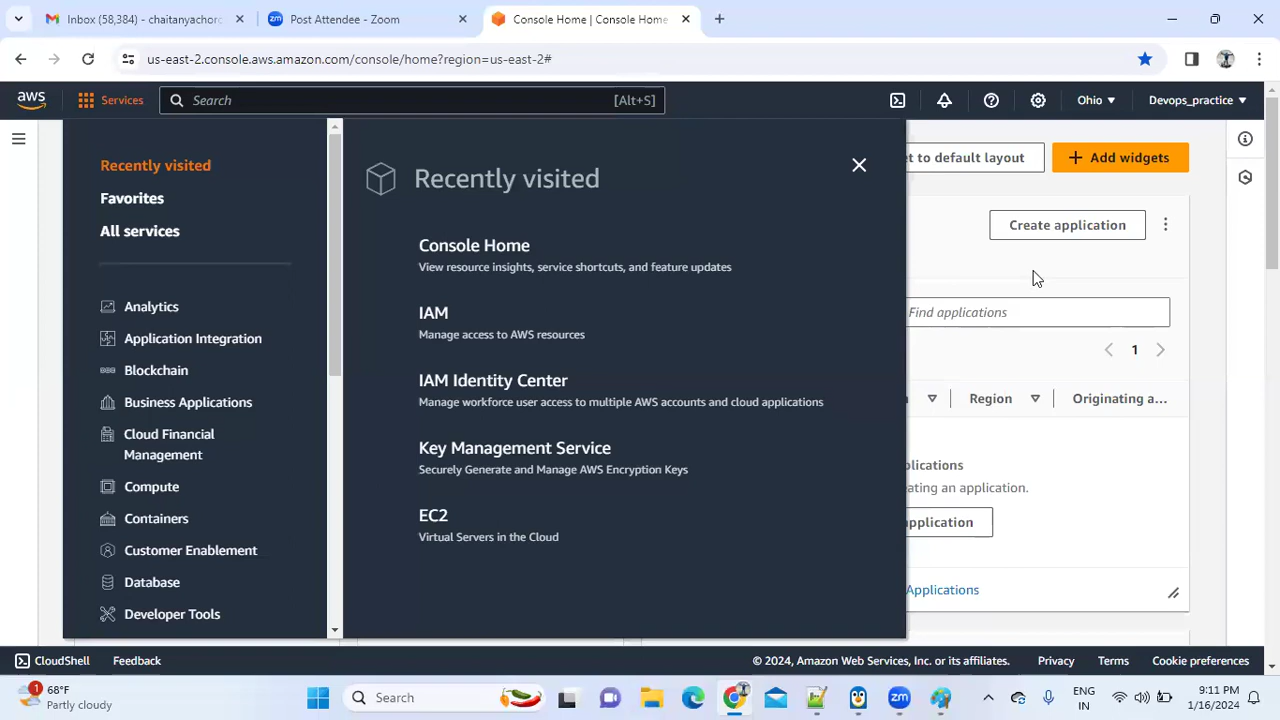 Inbox (58,384) - chaitanyachoro
Post Attendee - Zoom
Console Home | Console Home
us-east-2.console.aws.amazon.com/console/home?region=us-east-2#
aws
Services
Search
[Alt+S]
Ohio
Devops_practice
Recently visited
Favorites
All services
Analytics
Application Integration
Blockchain
Business Applications
Cloud Financial
Management
Compute
Containers
Customer Enablement
Database
Developer Tools
Recently visited
Console Home
View resource insights, service shortcuts, and feature updates
IAM
Manage access to AWS resources
IAM Identity Center
Manage workforce user access to multiple AWS accounts and cloud applications
Key Management Service
Securely Generate and Manage AWS Encryption Keys
EC2
Virtual Servers in the Cloud
et to default layout
Add widgets
Create application
Find applications
1
Region
Originating a...
plications
eating an application.
application
Applications
CloudShell
Feedback
© 2024, Amazon Web Services, Inc. or its affiliates.
Privacy
Terms
Cookie preferences
1
68°F
Partly cloudy
Search
ENG
IN
9:11 PM
1/16/2024